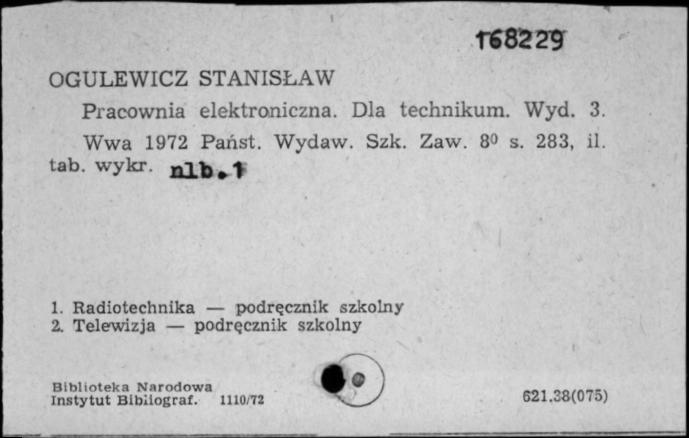 168229
OGULEWICZ STANISŁAW
Pracownia elektroniczna. Dla technikum. Wyd. 3.
Wwa 1972 Państ. Wydaw. Szk. Zaw. 8⁰ s. 283, il.
tab. wykr. nlb.1
1. Radiotechnika — podręcznik szkolny
2. Telewizja — podręcznik szkolny
Biblioteka Narodowa
Instytut Bibliograf. 1110/72
621.38(075)